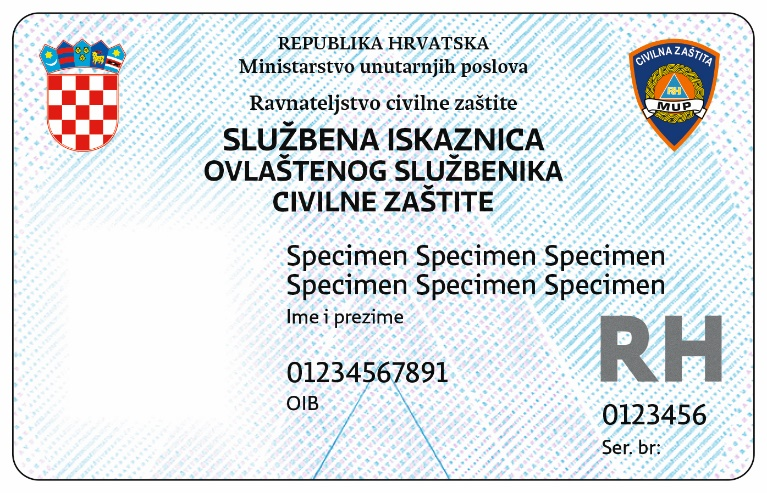 REPUBLIKA HRVATSKA
Ministarstvo unutarnjih poslova
Ravnateljstvo civilne zaštite
SLUŽBENA ISKAZNICA
OVLAŠTENOG SLUŽBENIKA
CIVILNE ZAŠTITE
CIVILNA ZAŠTITA
RH
MUP
Specimen Specimen Specimen
Specimen Specimen Specimen
Ime i prezime
01234567891
OIB
RH
0123456
Ser. br: